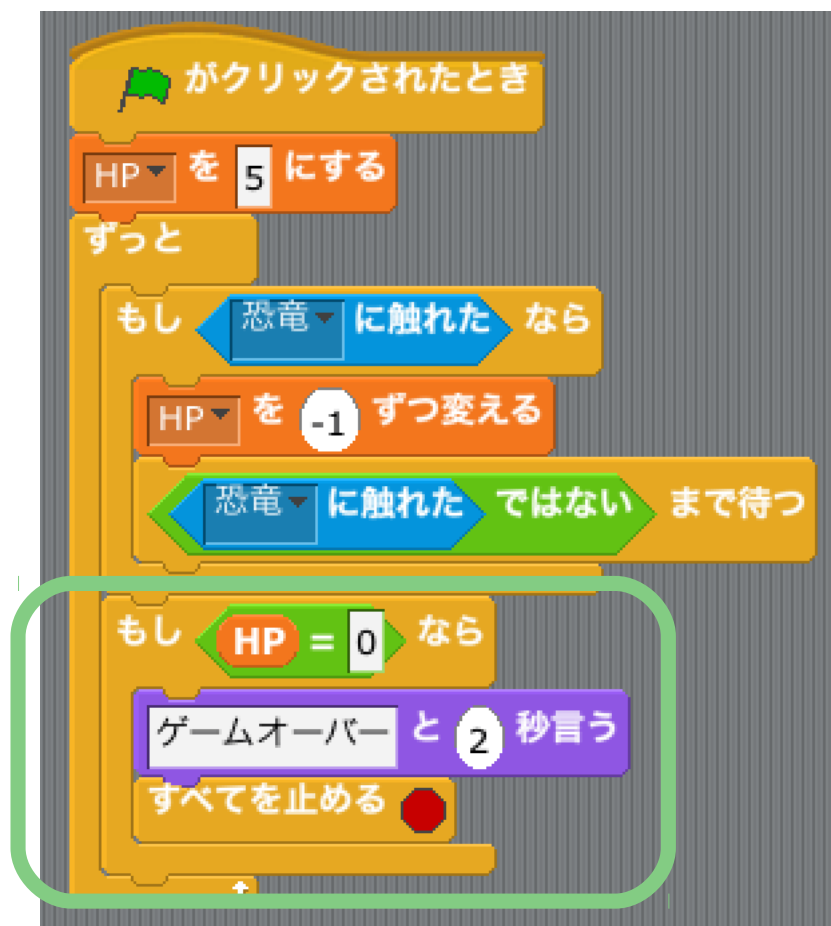 がクリックされたとき
HP を 5 にする
ずっと
もし 恐竜 に触れた なら
HP を -1 ずつ変える
恐竜 に触れた ではない まで待つ
もし HP = 0 なら
ゲームオーバー と 2 秒言う
すべてを止める